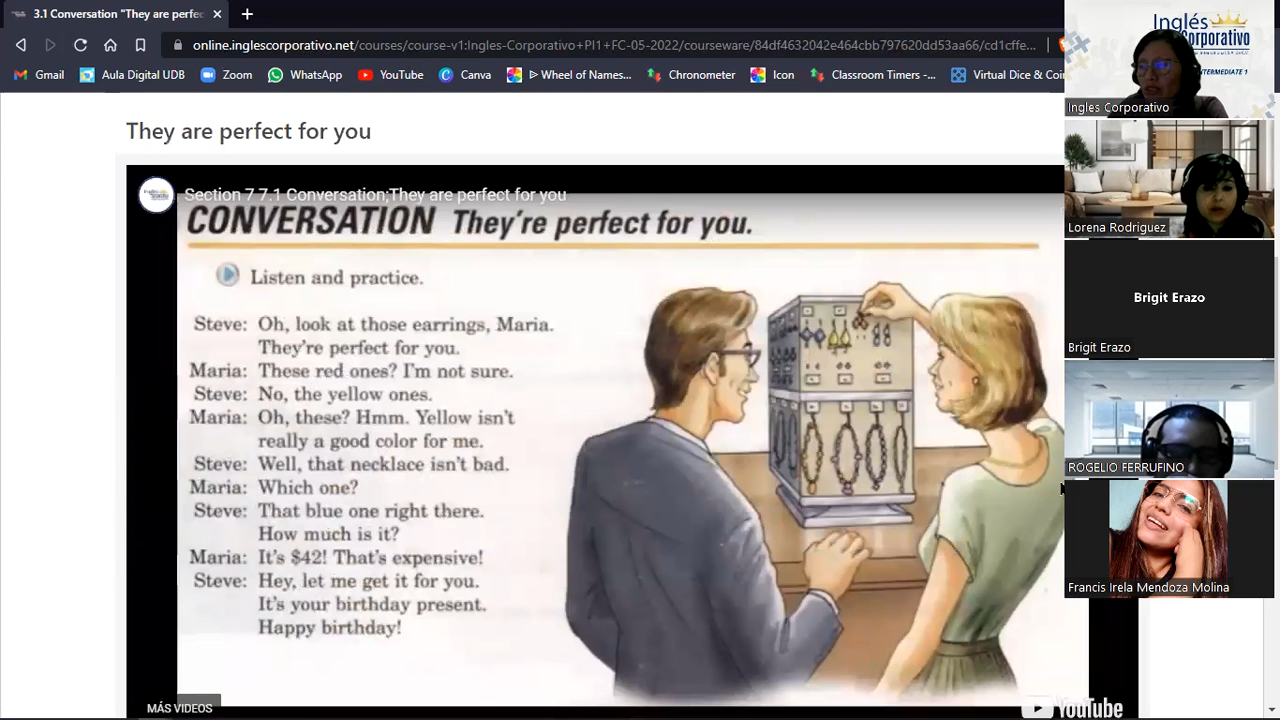 3.1 Conversation "They are perfe
online.inglescorporativo.net/courses/course-v1:Ingles-Corporativo+PI1+FC-05-2022/courseware/84df4632042e464cbb797620dd53aa66/cd1cffe...
Gmail Aula Digital UDB Zoom WhatsApp YouTube Canva ᐅ Wheel of Names... Chronometer Icon Classroom Timers -... Virtual Dice & Coi
They are perfect for you
Section 7 7.1 Conversation;They are perfect for you
CONVERSATION They're perfect for you.
Listen and practice.
Steve: Oh, look at those earrings, Maria.
They're perfect for you.
Maria: These red ones? I'm not sure.
Steve: No, the yellow ones.
Maria: Oh, these? Hmm. Yellow isn't
really a good color for me.
Steve: Well, that necklace isn't bad.
Maria: Which one?
Steve: That blue one right there.
How much is it?
Maria: It's $42! That's expensive!
Steve: Hey, let me get it for you.
It's your birthday present.
Happy birthday!
MÁS VIDEOS
YouTube
Inglés
Corporativo
INTERMEDIATE 1
Ingles Corporativo
Lorena Rodriguez
Brigit Erazo
Brigit Erazo
ROGELIO FERRUFINO
Francis Irela Mendoza Molina